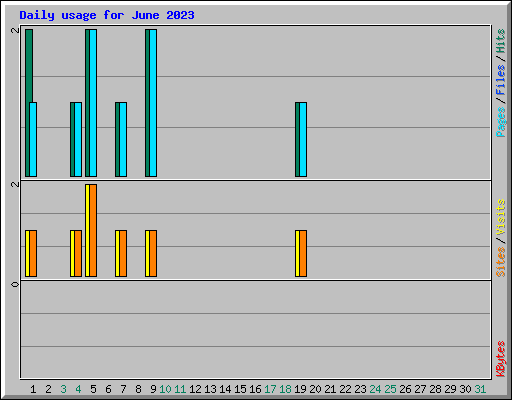 Daily usage for June 2023
2
Pages / Files / Hits
2
Sites / Visits
0
KBytes
1 2 3 4 5 6 7 8 9 10 11 12 13 14 15 16 17 18 19 20 21 22 23 24 25 26 27 28 29 30 31